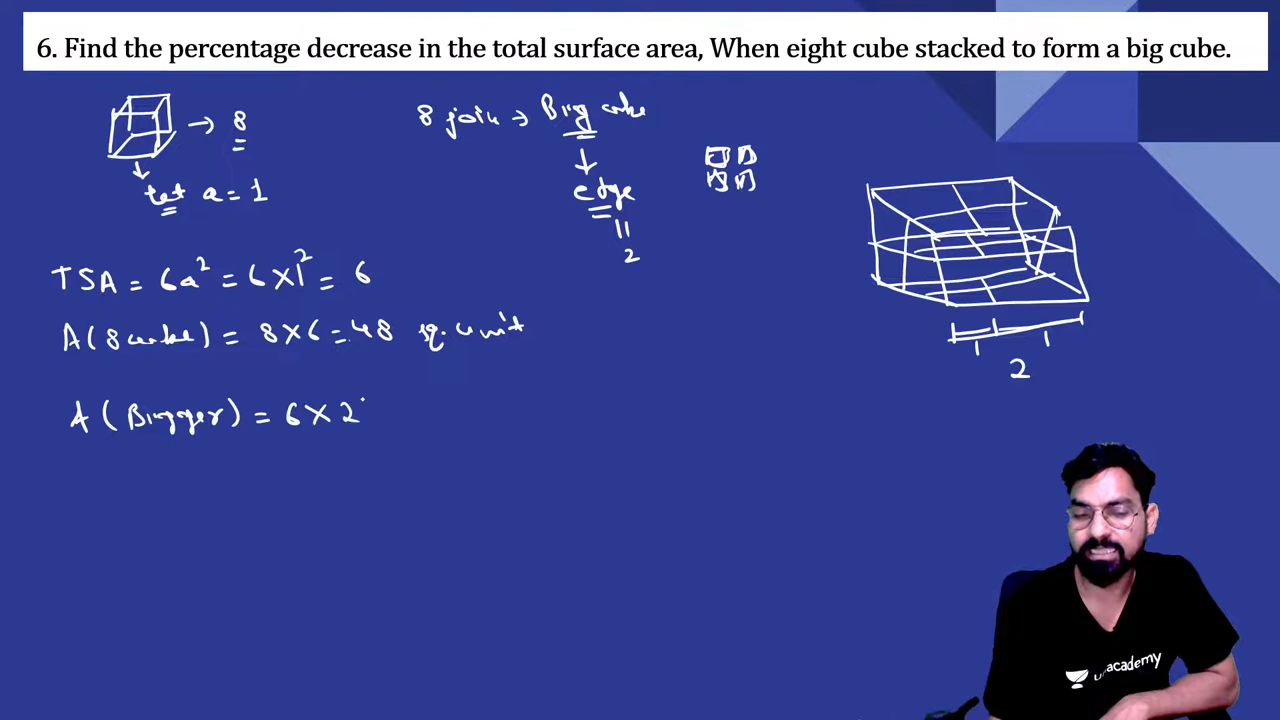 6. Find the percentage decrease in the total surface area, When eight cube stacked to form a big cube.
→ 8
let a = 1
8 join → Big cube
edge
11
2
TSA = 6a² = 6×1² = 6
A(8 cube) = 8×6 = 48 sq. unit
A(Bigger) = 6×2
1 1
2
unacademy